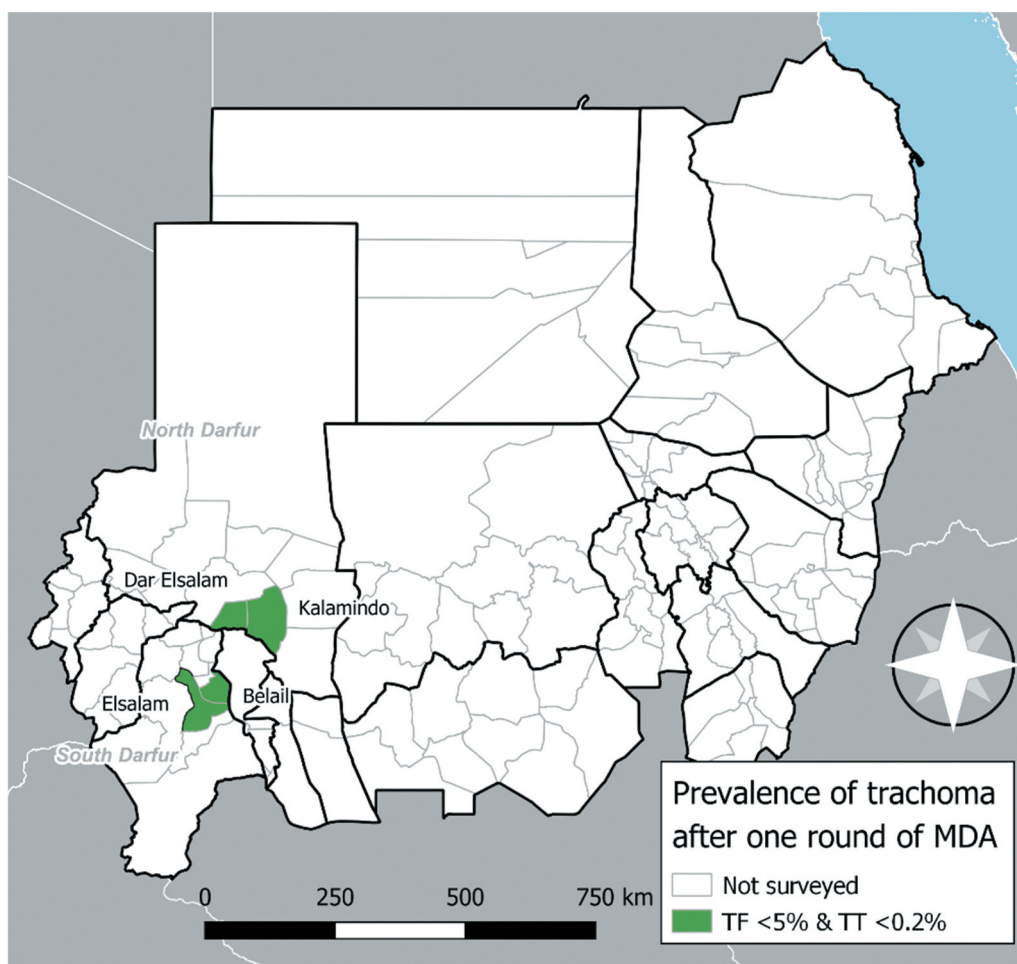 North Darfur
Dar Elsalam
Kalamindo
Elsalam
Belail
South Darfur
Prevalence of trachoma
after one round of MDA
Not surveyed
TF <5% & TT <0.2%
0 250 500 750 km